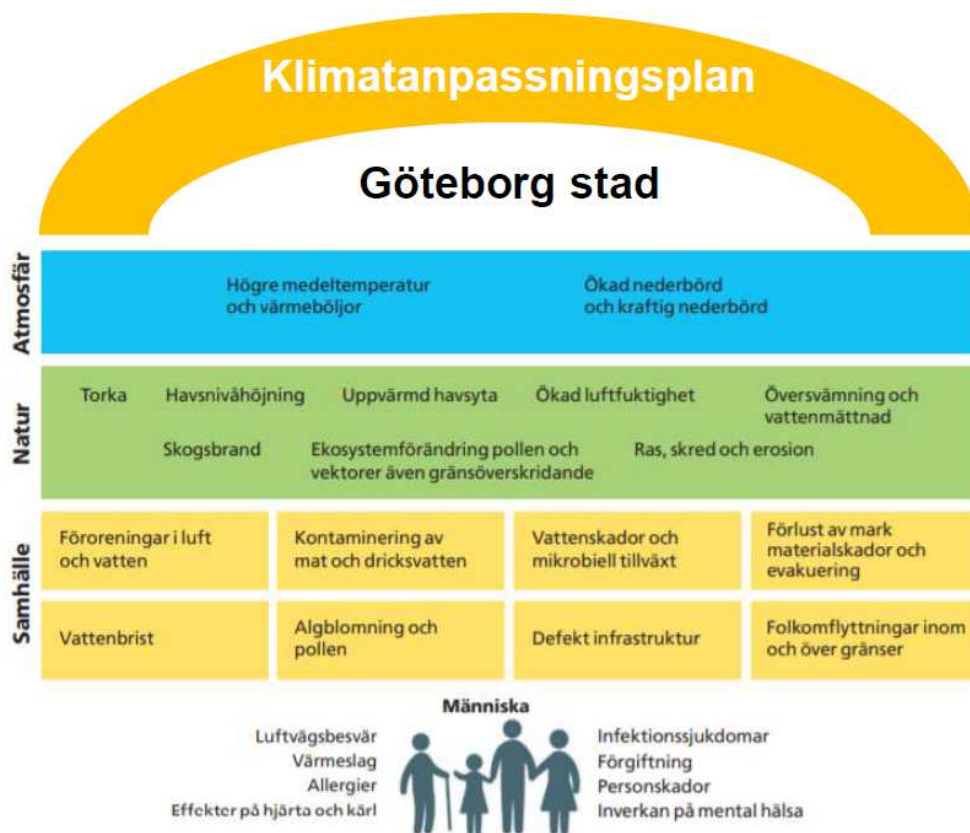 Klimatanpassningsplan
Göteborg stad
Atmosfär
Högre medeltemperatur
och värmeböljor
Ökad nederbörd
och kraftig nederbörd
Natur
Torka
Havsnivåhöjning
Uppvärmd havsyta
Ökad luftfuktighet
Översvämning och
vattenmättnad
Skogsbrand
Ekosystemförändring pollen och
vektorer även gränsöverskridande
Ras, skred och erosion
Samhälle
Föroreningar i luft
och vatten
Kontaminering av
mat och dricksvatten
Vattenskador och
mikrobiell tillväxt
Förlust av mark
materialskador och
evakuering
Vattenbrist
Algblomning och
pollen
Defekt infrastruktur
Folkomflyttningar inom
och över gränser
Människa
Luftvägsbesvär
Värmeslag
Allergier
Effekter på hjärta och kärl
Infektionssjukdomar
Förgiftning
Personskador
Inverkan på mental hälsa